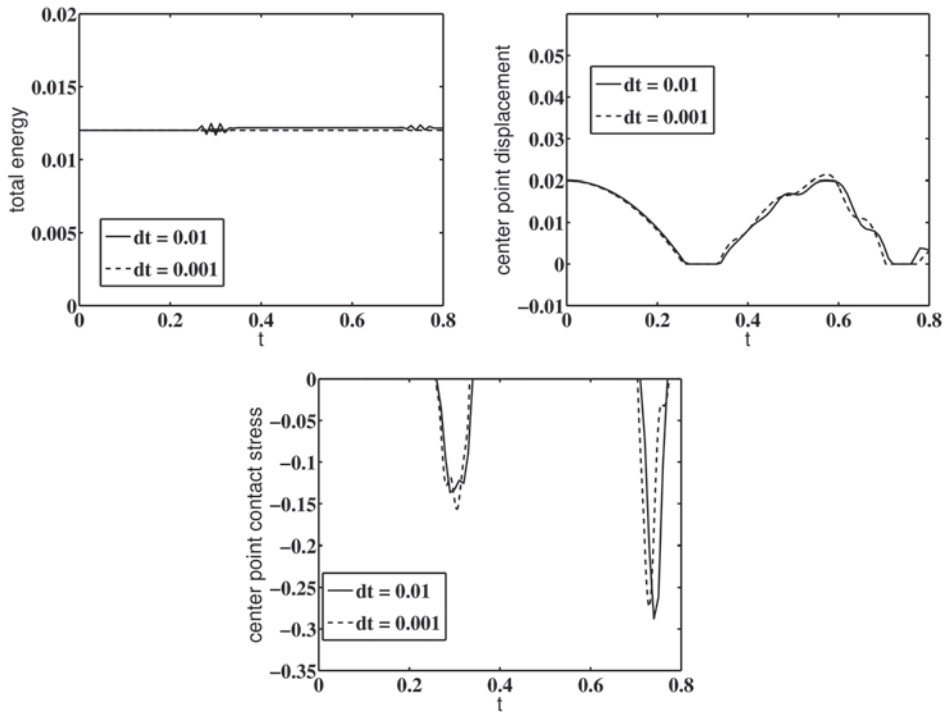 0.02
0.015
0.01
0.005
0
total energy
dt = 0.01
dt = 0.001
0 0.2 0.4 0.6 0.8
t
0.05
0.04
0.03
0.02
0.01
0
−0.01
center point displacement
dt = 0.01
dt = 0.001
0 0.2 0.4 0.6 0.8
t
0
−0.05
−0.1
−0.15
−0.2
−0.25
−0.3
−0.35
center point contact stress
dt = 0.01
dt = 0.001
0 0.2 0.4 0.6 0.8
t